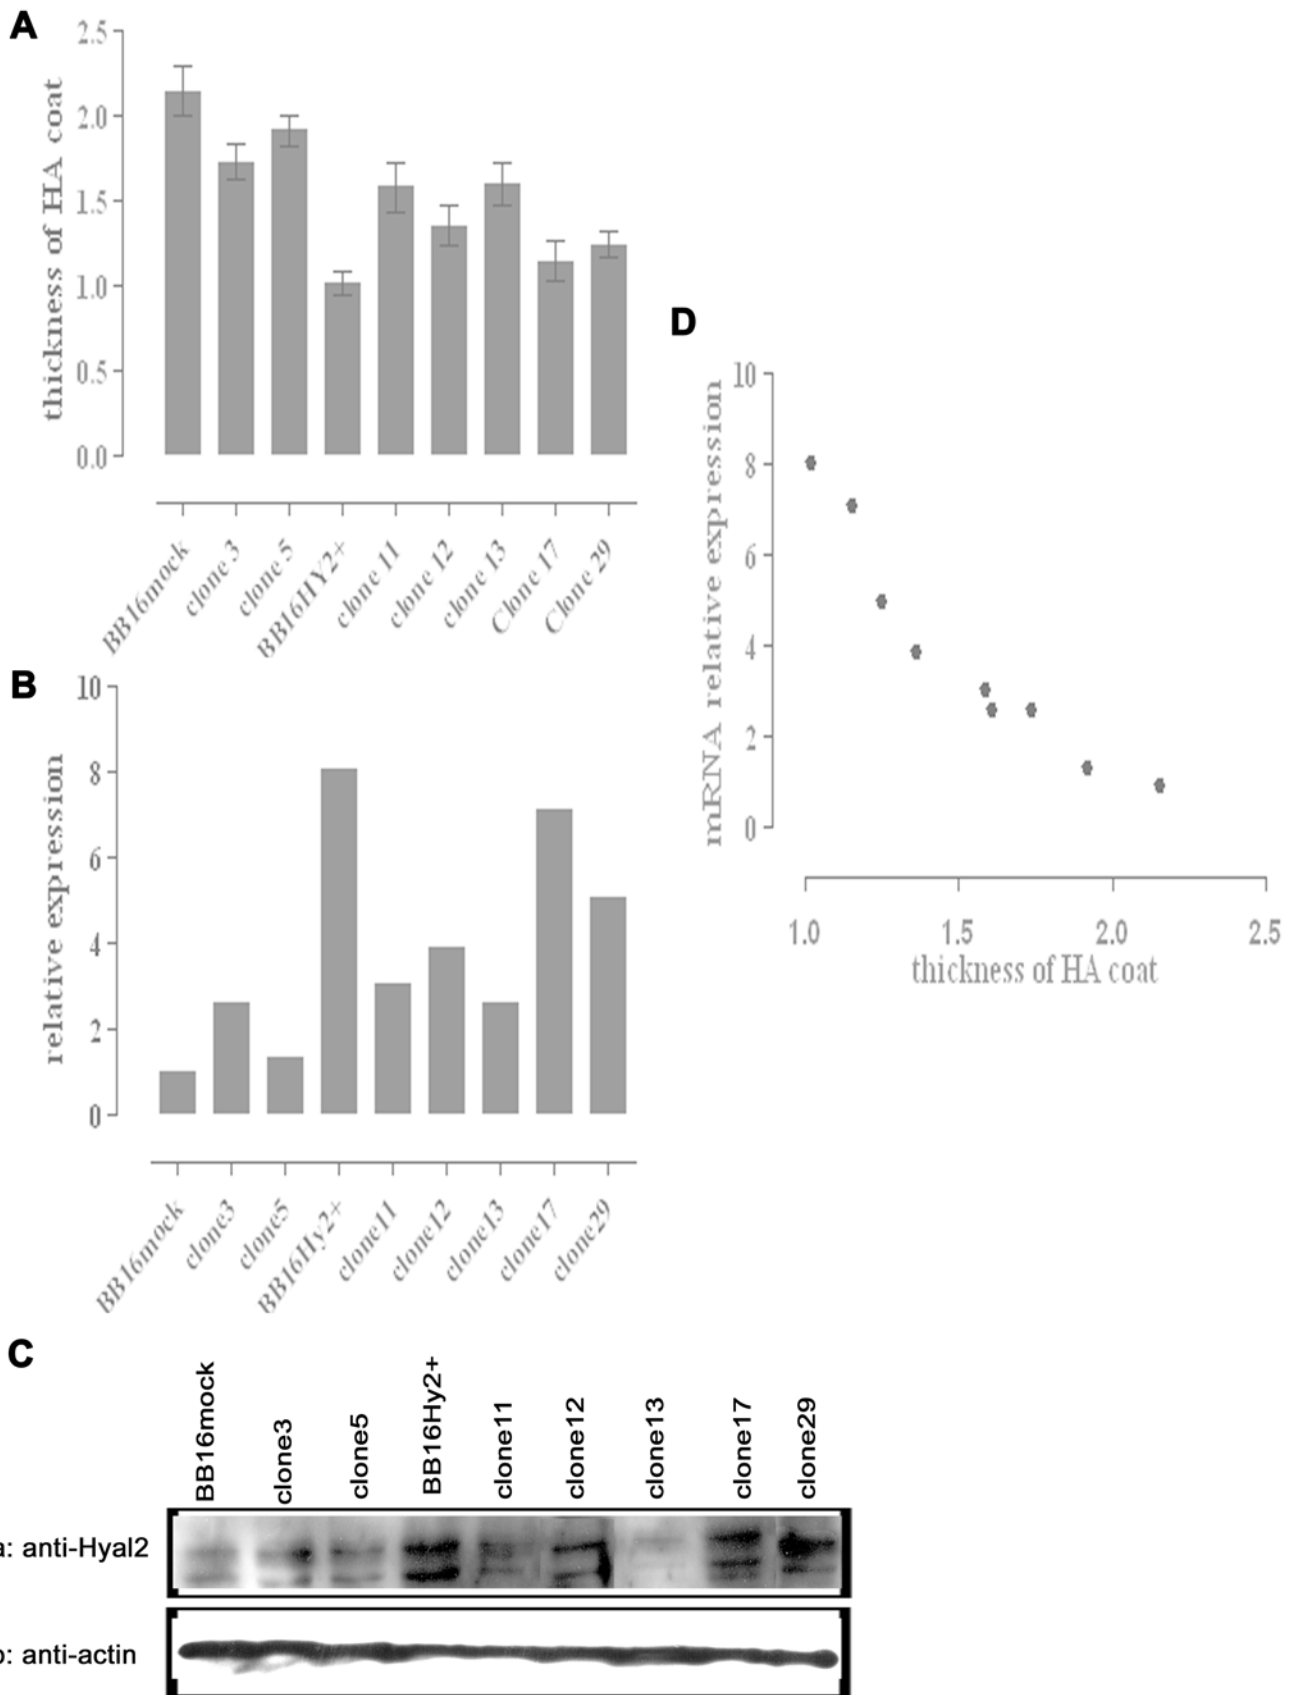 A
thickness of HA coat
2.5
2.0
1.5
1.0
0.5
0.0
BB16mock
clone 3
clone 5
BB16HY2+
clone 11
clone 12
clone 13
Clone 17
Clone 29
B
relative expression
10
8
6
4
2
0
BB16mock
clone3
clone5
BB16Hy2+
clone11
clone12
clone13
clone17
clone29
C
BB16mock
clone3
clone5
BB16Hy2+
clone11
clone12
clone13
clone17
clone29
a: anti-Hyal2
b: anti-actin
D
mRNA relative expression
10
8
6
4
2
0
1.0
1.5
2.0
2.5
thickness of HA coat